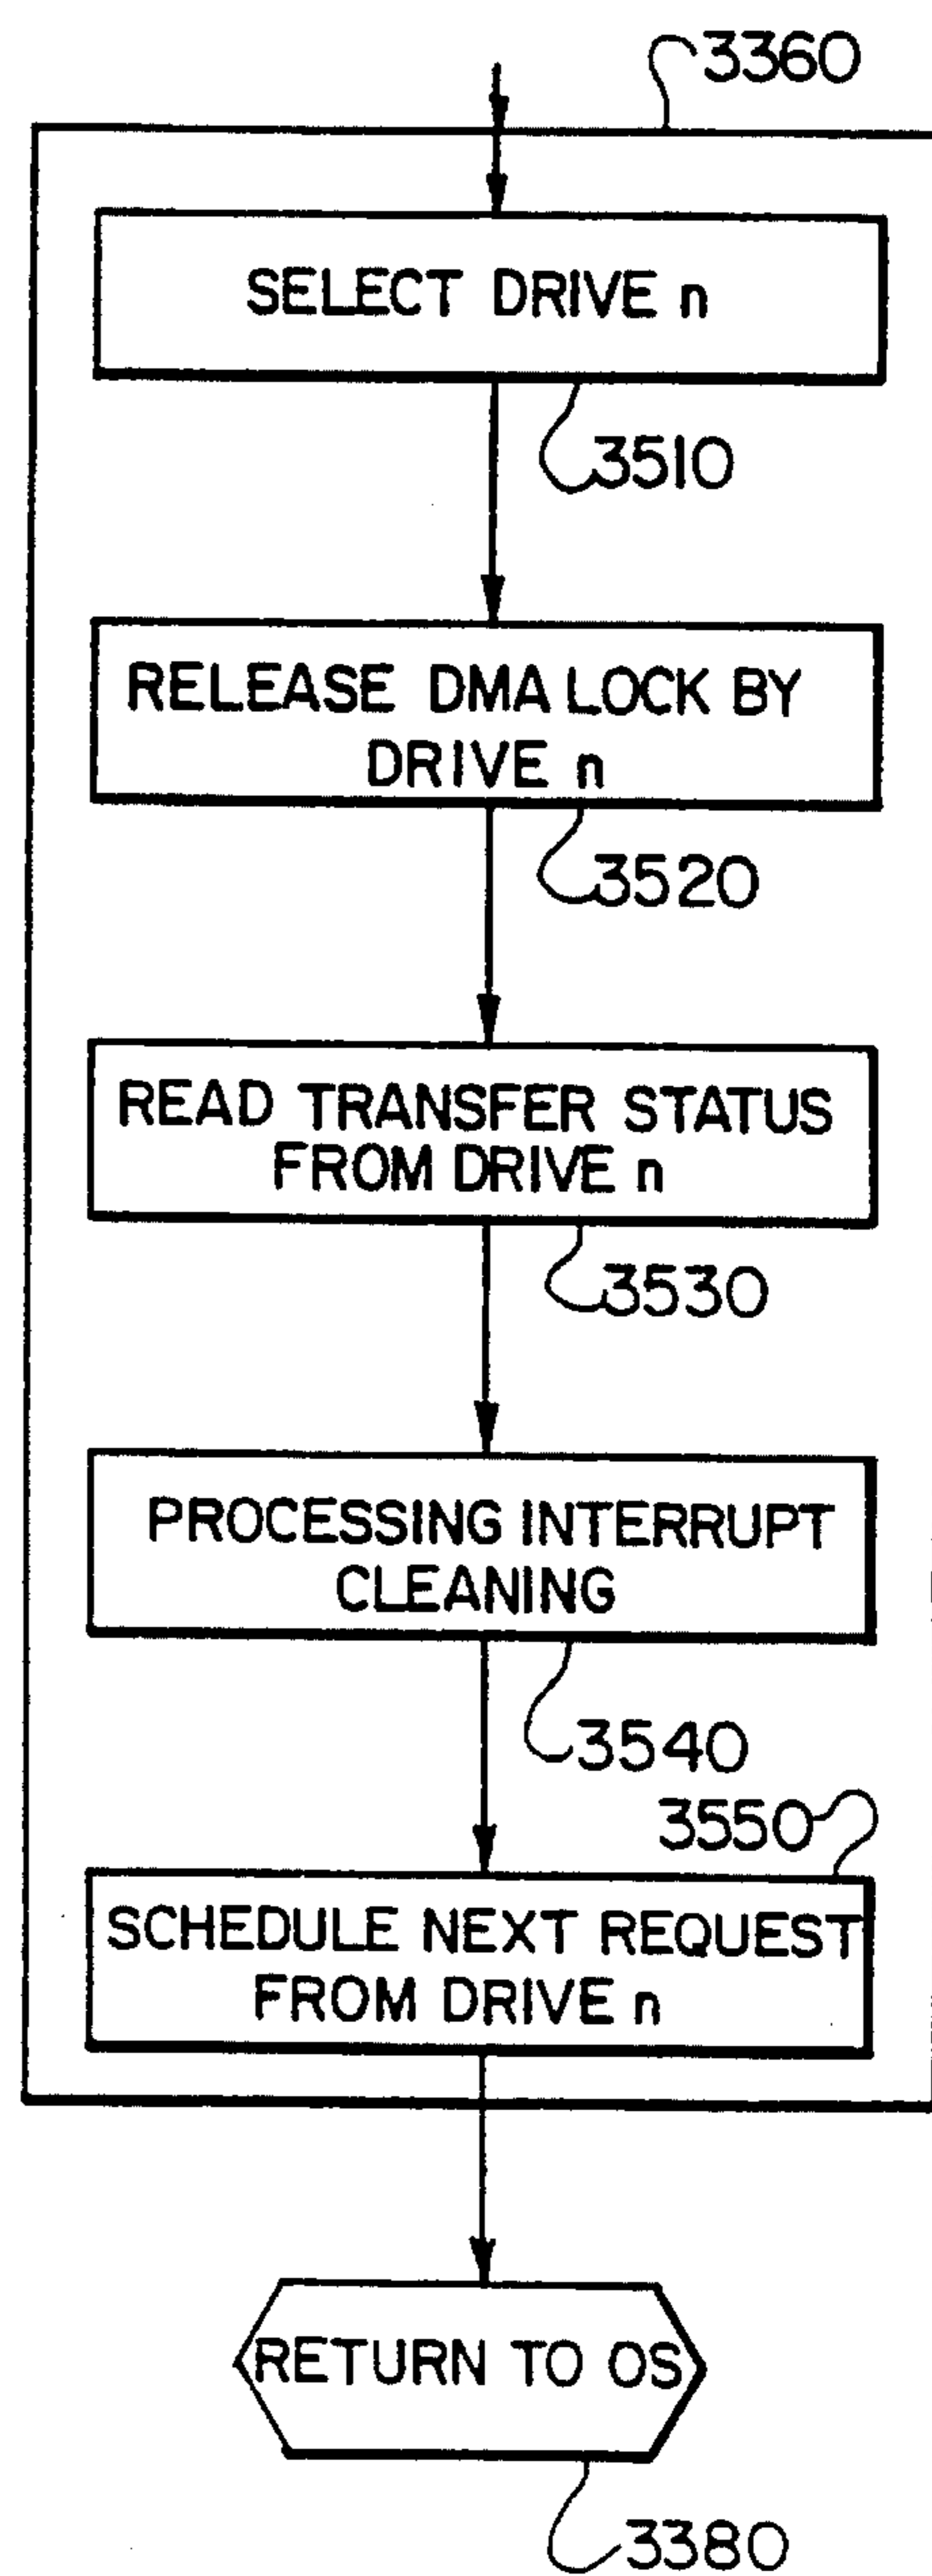 3360
SELECT DRIVE n
3510
RELEASE DMA LOCK BY
DRIVE n
3520
READ TRANSFER STATUS
FROM DRIVE n
3530
PROCESSING INTERRUPT
CLEANING
3540
3550
SCHEDULE NEXT REQUEST
FROM DRIVE n
RETURN TO OS
3380